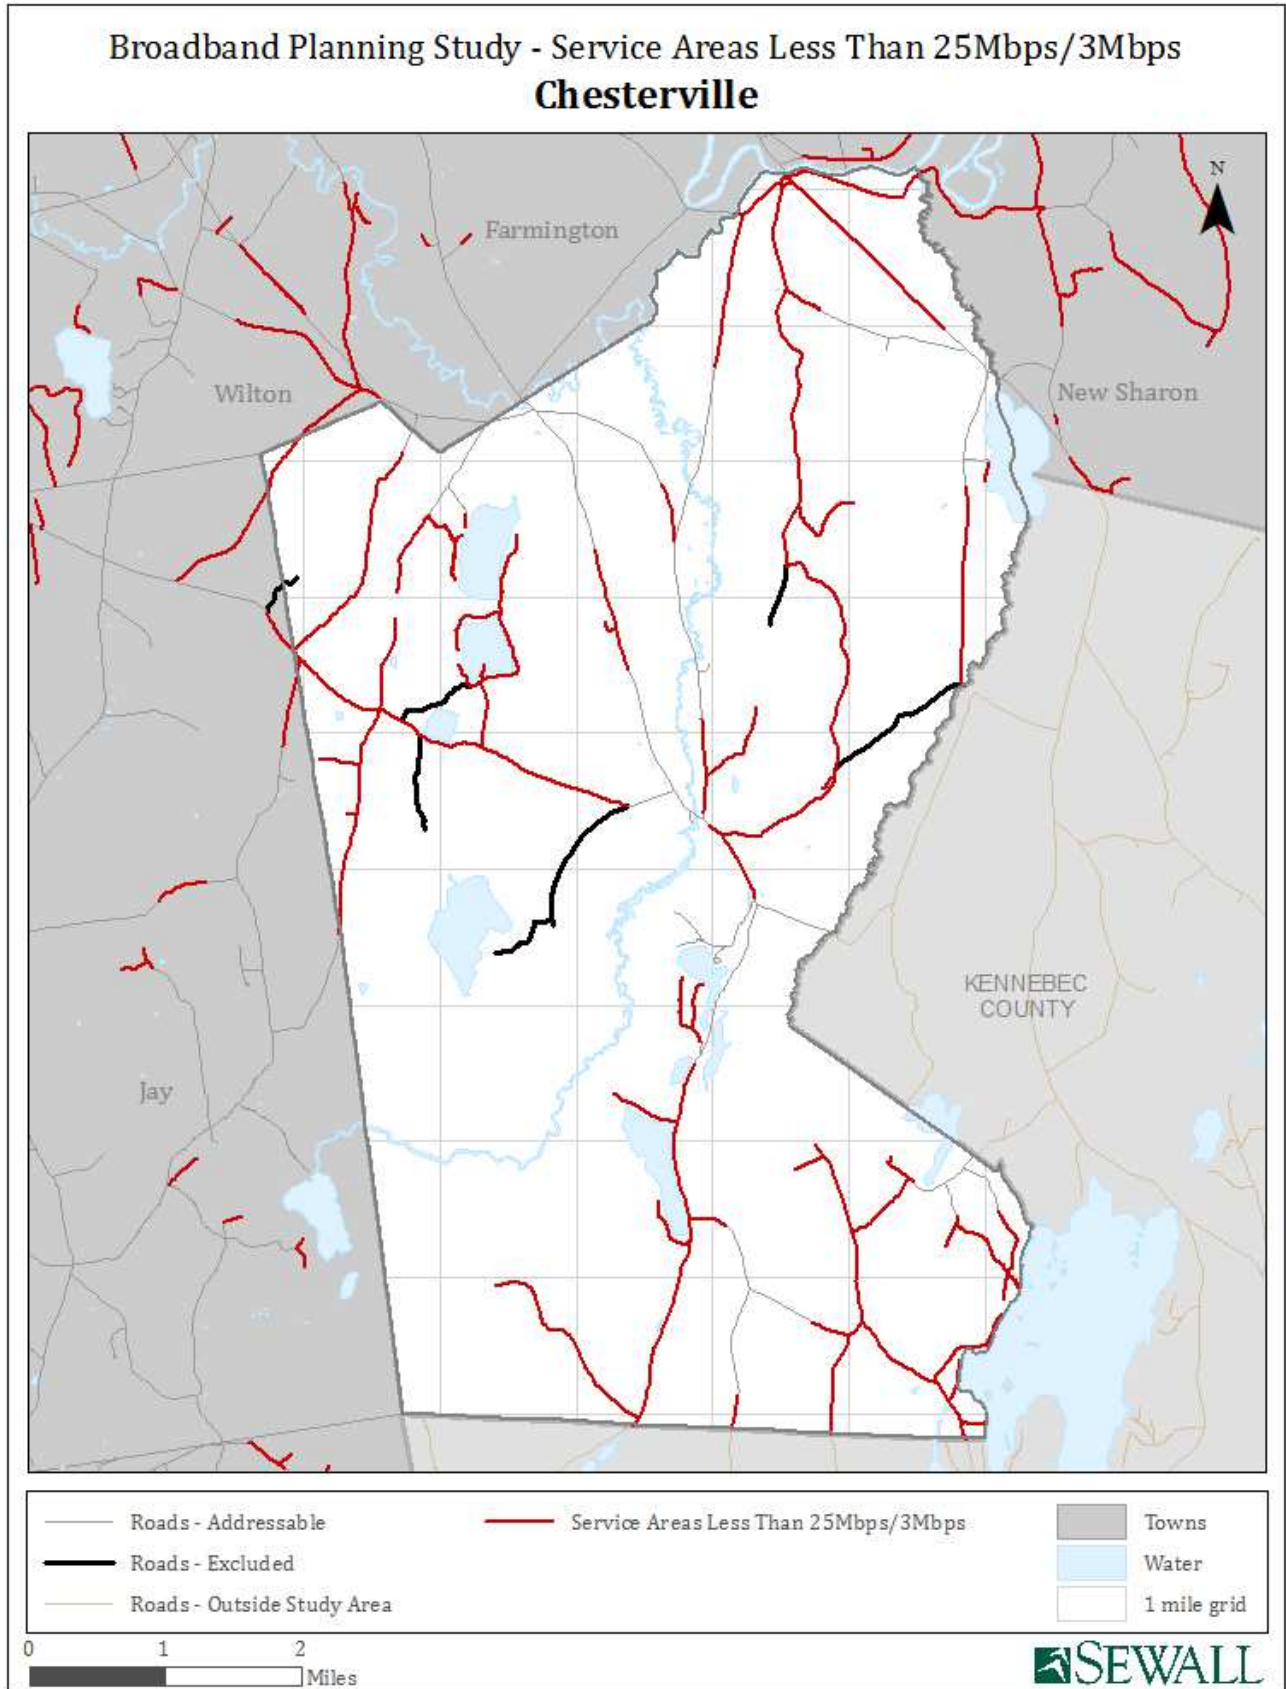 Broadband Planning Study - Service Areas Less Than 25Mbps/3Mbps
Chesterville
N
Farmington
Wilton
New Sharon
KENNEBEC
COUNTY
Jay
Roads - Addressable
Roads - Excluded
Roads - Outside Study Area
Service Areas Less Than 25Mbps/3Mbps
Towns
Water
1 mile grid
0 1 2
Miles
SEWALL